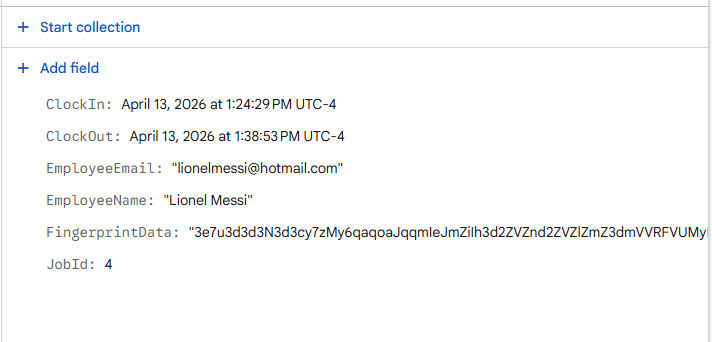 + Start collection
+ Add field
ClockIn: April 13, 2026 at 1:24:29 PM UTC-4
ClockOut: April 13, 2026 at 1:38:53 PM UTC-4
EmployeeEmail: "lionelmessi@hotmail.com"
EmployeeName: "Lionel Messi"
FingerprintData: "3e7u3d3d3N3d3cy7zMy6qaqoaJqqmIeJmZiIh3d2ZVZnd2ZVZlZmZ3dmVVRFVUMy
JobId: 4